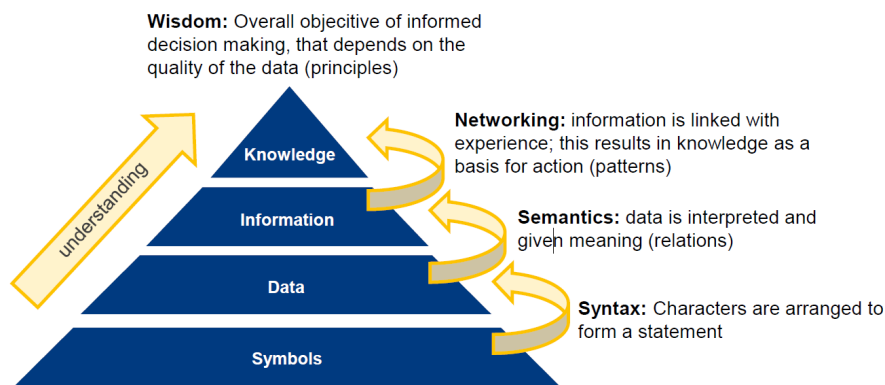 Wisdom: Overall objecitive of informed
decision making, that depends on the
quality of the data (principles)
Networking: information is linked with
experience; this results in knowledge as a
basis for action (patterns)
Knowledge
understanding
Information
Semantics: data is interpreted and
given meaning (relations)
Data
Syntax: Characters are arranged to
form a statement
Symbols